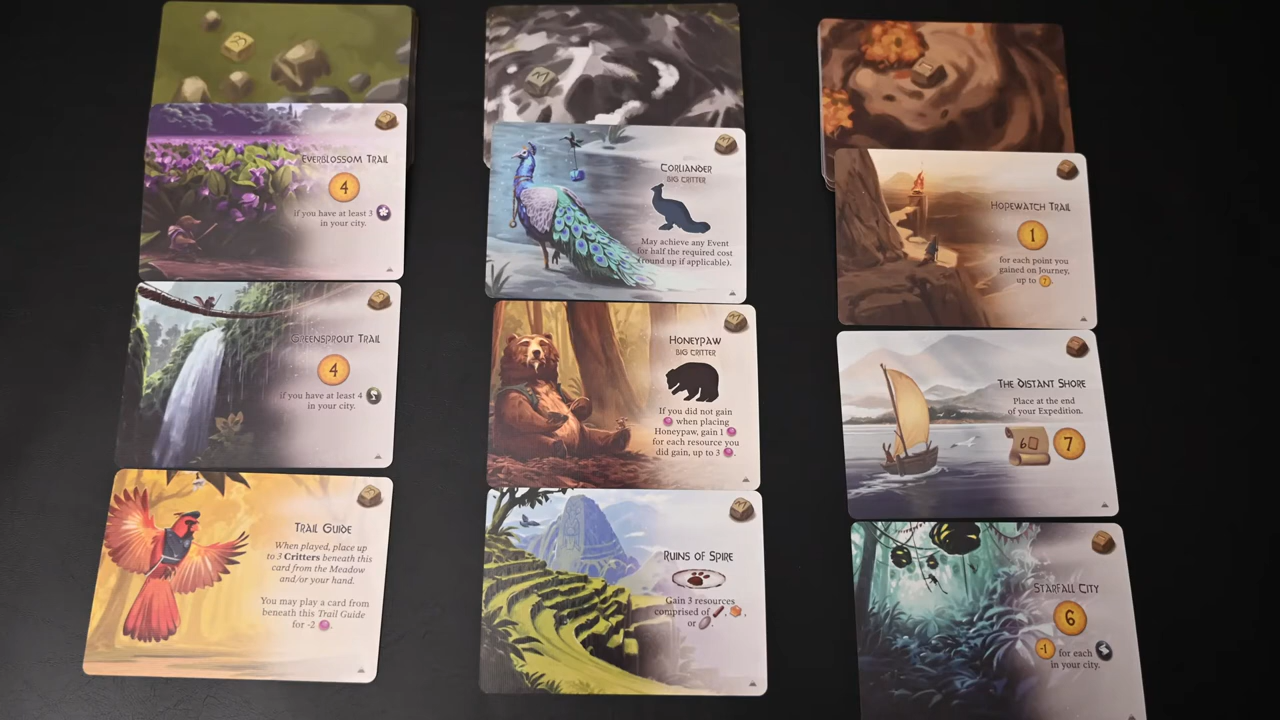 EVERBLOSSOM TRAIL
4
if you have at least 3
in your city.
GREENSPROUT TRAIL
4
if you have at least 4
in your city.
TRAIL GUIDE
When played, place up
to 3 Critters beneath this
card from the Meadow
and/or your hand.
You may play a card from
beneath this Trail Guide
for -2
CORLIANDER
BIG CRITTER
May achieve any Event
for half the required cost
(round up if applicable).
HONEYPAW
BIG CRITTER
If you did not gain
when placing
Honeypaw, gain 1
for each resource you
did gain, up to 3 .
RUINS OF SPIRE
Gain 3 resources
comprised of , ,
or .
HOPEWATCH TRAIL
1
for each point you
gained on Journey,
up to 7.
THE DISTANT SHORE
Place at the end
of your Expedition.
6 7
STARFALL CITY
6
-1 for each
in your city.